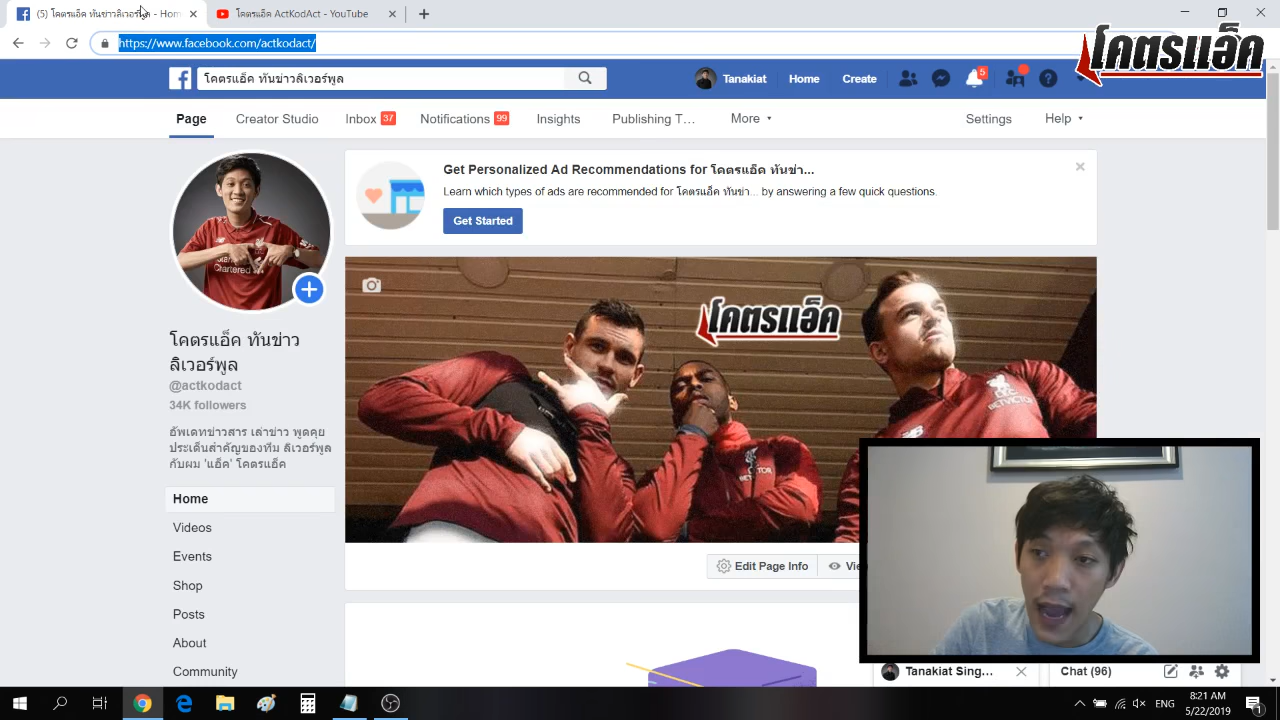 (5) โคตรแอ็ค ทันข่าวลิเวอร์พูล - Hom
โคตรแอ็ค ActKodAct - YouTube
https://www.facebook.com/actkodact/
โคตรแอ็ค
โคตรแอ็ค ทันข่าวลิเวอร์พูล
Tanakiat
Home
Create
5
Page
Creator Studio
Inbox 37
Notifications 99
Insights
Publishing T…
More
Settings
Help
Get Personalized Ad Recommendations for โคตรแอ็ค ทันข่า...
Learn which types of ads are recommended for โคตรแอ็ค ทันข่า... by answering a few quick questions.
Get Started
โคตรแอ็ค
โคตรแอ็ค ทันข่าว
ลิเวอร์พูล
@actkodact
34K followers
อัพเดทข่าวสาร เล่าข่าว พูดคุย
ประเด็นสำคัญของทีม ลิเวอร์พูล
กับผม 'แอ็ค' โคตรแอ็ค
Home
Videos
Events
Shop
Posts
About
Community
Edit Page Info
Tanakiat Sing...
Chat (96)
ENG
8:21 AM
5/22/2019
1